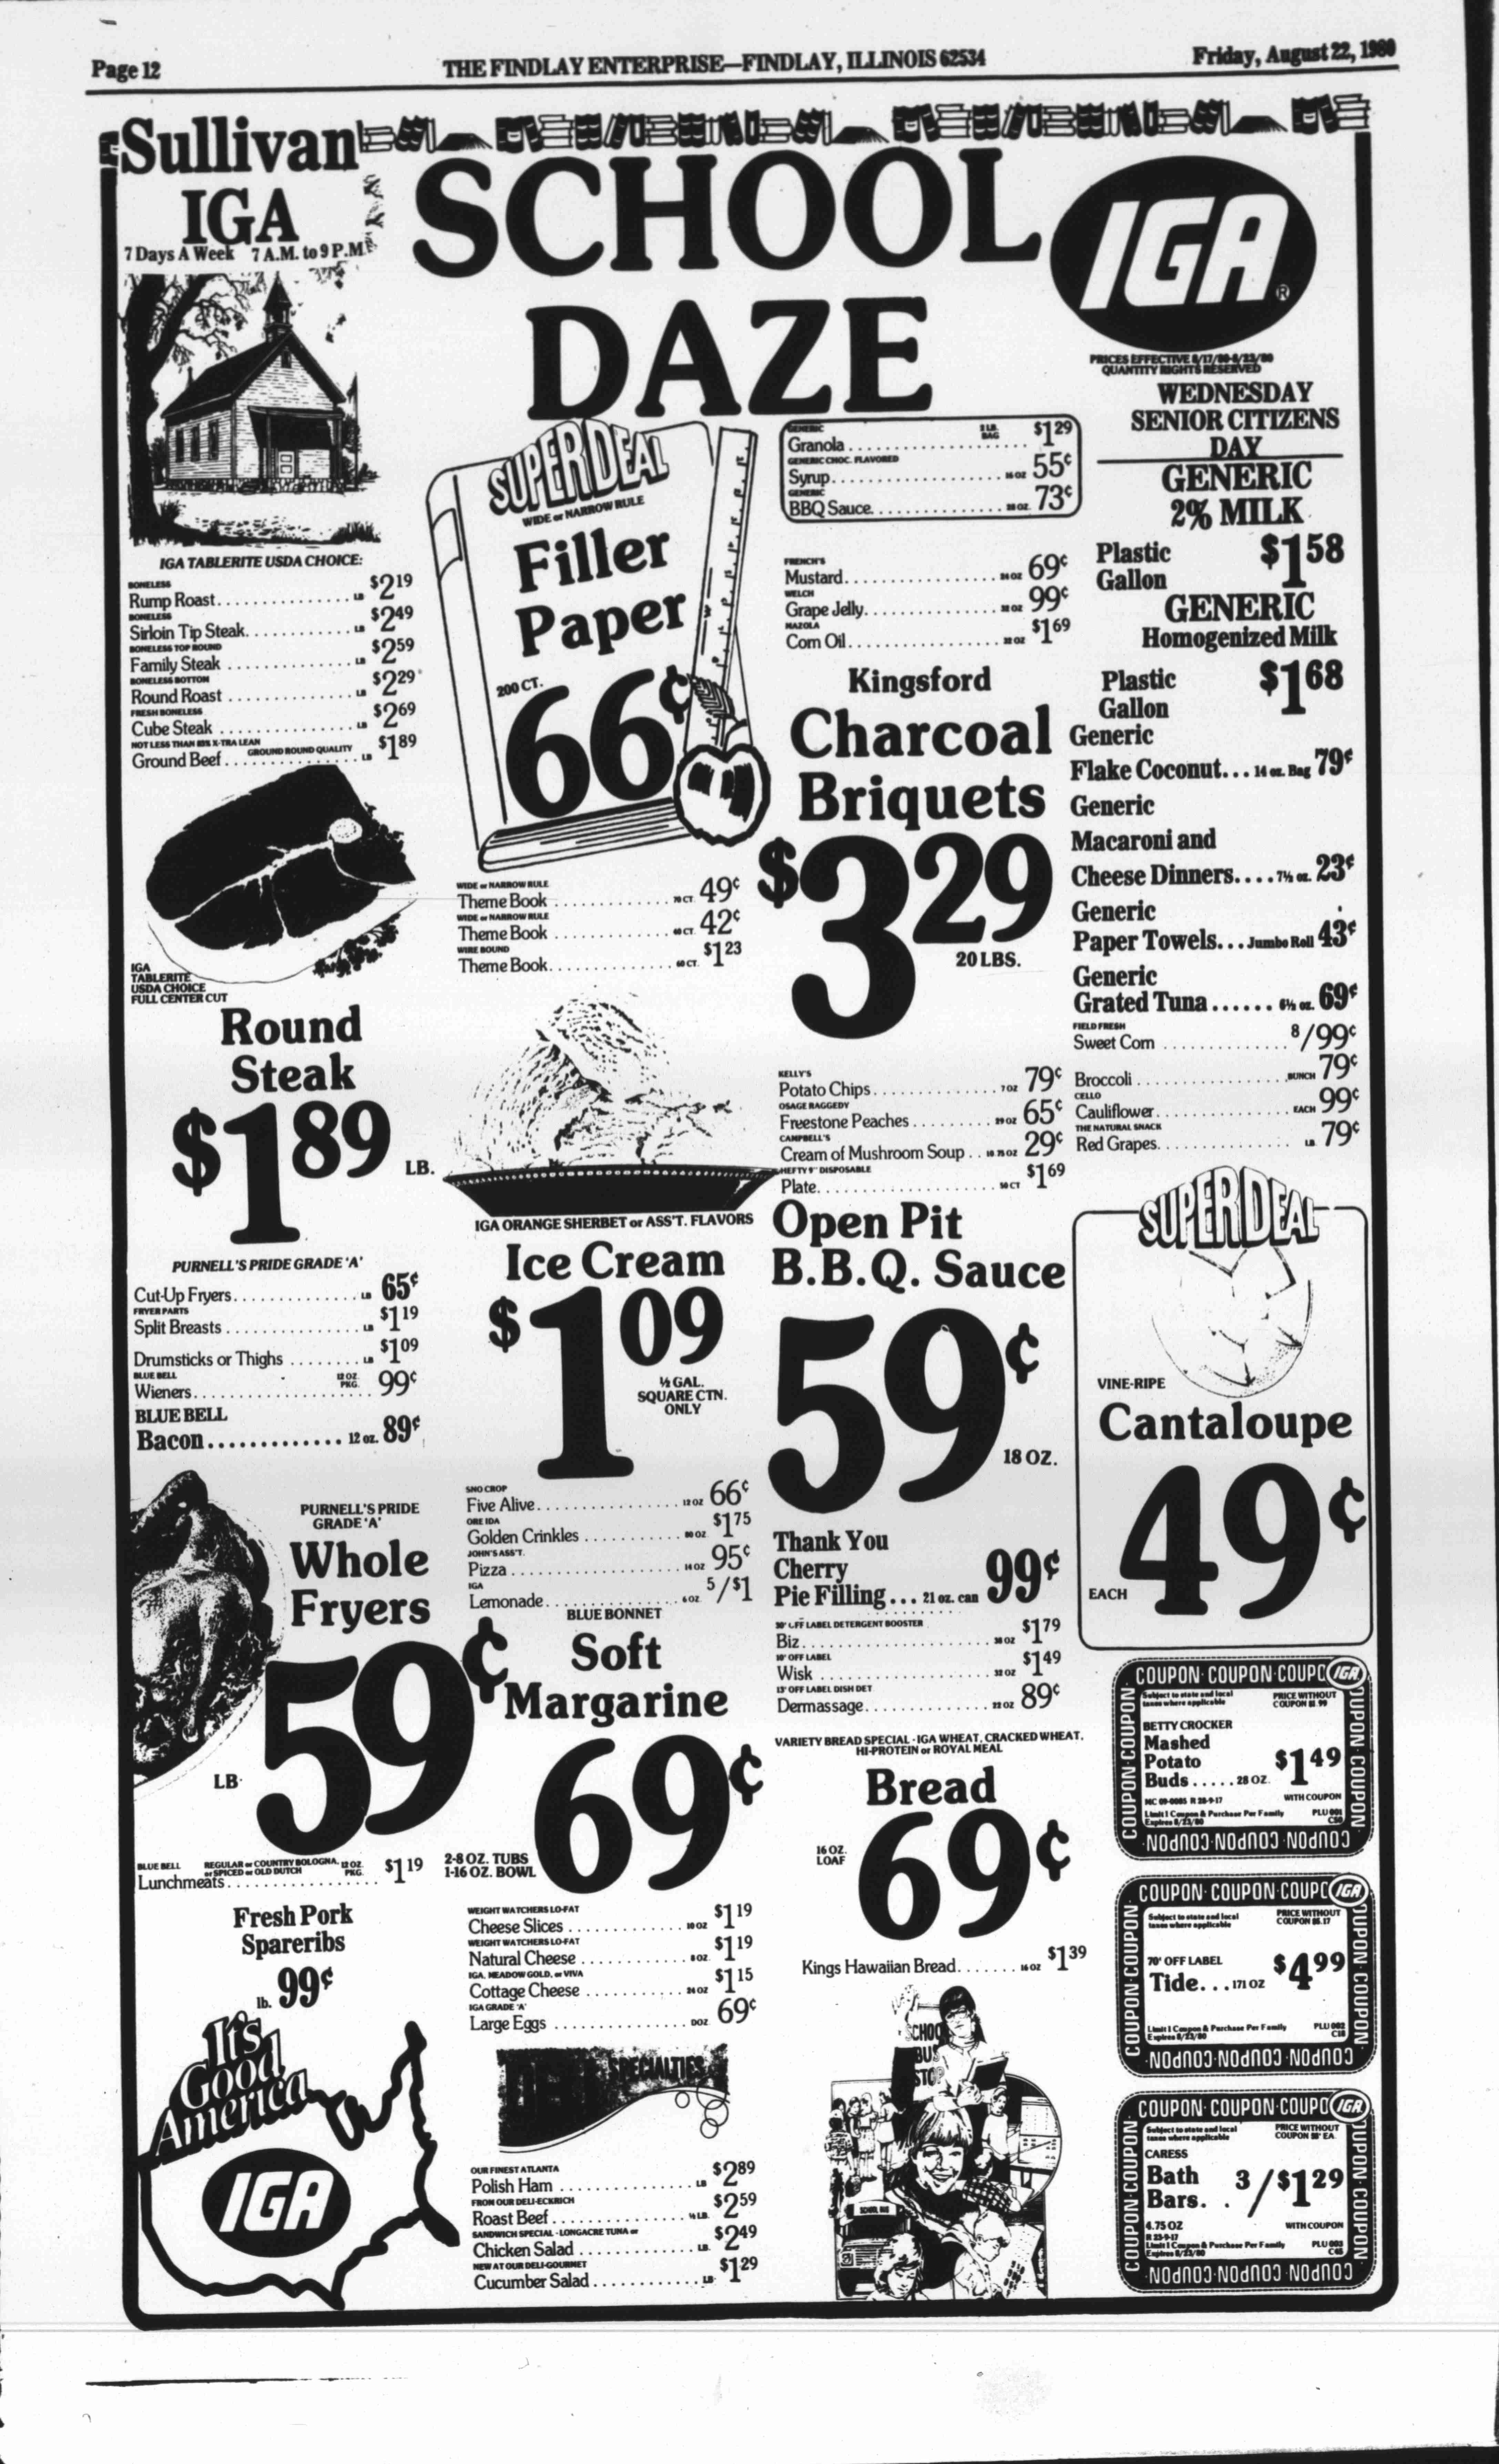 Page 12
THE FINDLAY ENTERPRISE—FINDLAY, ILLINOIS 62534
Friday, August 22, 1980
Sullivan
IGA
7 Days A Week 7 A.M. to 9 P.M.
SCHOOL
DAZE
IGA
PRICES EFFECTIVE 8/17/80-8/23/80
QUANTITY RIGHTS RESERVED
WEDNESDAY
SENIOR CITIZENS
DAY
GENERIC
2% MILK
Plastic
Gallon $1 58
GENERIC
Homogenized Milk
Plastic
Gallon $1 68
Generic
Flake Coconut... 14 oz. Bag 79¢
Generic
Macaroni and
Cheese Dinners.... 7¼ oz. 23¢
Generic
Paper Towels... Jumbo Roll 43¢
Generic
Grated Tuna...... 6½ oz. 69¢
FIELD FRESH
Sweet Corn .............. 8/99¢
Broccoli ................. BUNCH 79¢
CELLO
Cauliflower............... EACH 99¢
THE NATURAL SNACK
Red Grapes............... LB. 79¢
IGA TABLERITE USDA CHOICE:
BONELESS
Rump Roast............... LB $2 19
BONELESS
Sirloin Tip Steak............ LB $2 49
BONELESS TOP ROUND
Family Steak .............. LB $2 59
BONELESS BOTTOM
Round Roast .............. LB $2 29
FRESH BONELESS
Cube Steak ............... LB $2 69
NOT LESS THAN 85% X-TRA LEAN
GROUND ROUND QUALITY
Ground Beef............... LB $1 89
IGA
TABLERITE
USDA CHOICE
FULL CENTER CUT
Round
Steak
$1 89
LB.
PURNELL'S PRIDE GRADE 'A'
Cut-Up Fryers.............. LB 65¢
FRYER PARTS
Split Breasts ............... LB $1 19
Drumsticks or Thighs ........ LB $1 09
BLUE BELL
Wieners.................. 12 OZ. PKG. 99¢
BLUE BELL
Bacon............. 12 oz. 89¢
PURNELL'S PRIDE
GRADE 'A'
Whole
Fryers
59¢
LB.
BLUE BELL REGULAR or COUNTRY BOLOGNA,
or SPICED or OLD DUTCH
Lunchmeats................. 12 OZ. PKG. $1 19
Fresh Pork
Spareribs
lb. 99¢
It's
Good
America
IGA
SUPER DEAL
WIDE or NARROW RULE
Filler
Paper
200 CT.
66¢
WIDE or NARROW RULE
Theme Book ............. 70 CT. 49¢
WIDE or NARROW RULE
Theme Book ............. 40 CT. 42¢
WIRE BOUND
Theme Book.............. 60 CT. $1 23
IGA ORANGE SHERBET or ASS'T. FLAVORS
Ice Cream
$1 09
½ GAL.
SQUARE CTN.
ONLY
SNO CROP
Five Alive................ 12 OZ 66¢
ORE IDA
Golden Crinkles ........... 80 OZ. $1 75
JOHN'S ASS'T.
Pizza ................... 14 OZ 95¢
IGA
Lemonade............... 6 OZ. 5/$1
BLUE BONNET
Soft
Margarine
69¢
2-8 OZ. TUBS
1-16 OZ. BOWL
WEIGHT WATCHERS LO-FAT
Cheese Slices ............. 10 OZ $1 19
WEIGHT WATCHERS LO-FAT
Natural Cheese ............ 8 OZ. $1 19
IGA, MEADOW GOLD, or VIVA
Cottage Cheese ........... 24 OZ $1 15
IGA GRADE 'A'
Large Eggs ............... DOZ. 69¢
DELI SPECIALTIES
OUR FINEST ATLANTA
Polish Ham ............... LB $2 89
FROM OUR DELI-ECKRICH
Roast Beef............... ½ LB. $2 59
SANDWICH SPECIAL - LONGACRE TUNA or
Chicken Salad ............. LB. $2 49
NEW AT OUR DELI-GOURMET
Cucumber Salad............ LB $1 29
GENERIC
Granola.................... 2 LB. BAG $1 29
GENERIC CHOC. FLAVORED
Syrup................... 16 OZ 55¢
GENERIC
BBQ Sauce............... 28 OZ. 73¢
FRENCH'S
Mustard................. 24 OZ 69¢
WELCH
Grape Jelly............... 32 OZ 99¢
MAZOLA
Corn Oil................. 32 OZ $1 69
Kingsford
Charcoal
Briquets
$3 29
20 LBS.
KELLY'S
Potato Chips.............. 7 OZ 79¢
OSAGE RAGGEDY
Freestone Peaches ......... 29 OZ 65¢
CAMPBELL'S
Cream of Mushroom Soup .. 10.75 OZ 29¢
HEFTY 9" DISPOSABLE
Plate.................... 50 CT $1 69
Open Pit
B.B.Q. Sauce
59¢
18 OZ.
Thank You
Cherry
Pie Filling... 21 oz. can 99¢
30¢ OFF LABEL DETERGENT BOOSTER
Biz..................... 38 OZ $1 79
10¢ OFF LABEL
Wisk ................... 32 OZ $1 49
13¢ OFF LABEL DISH DET
Dermassage.............. 22 OZ 89¢
VARIETY BREAD SPECIAL - IGA WHEAT, CRACKED WHEAT,
HI-PROTEIN or ROYAL MEAL
Bread
16 OZ.
LOAF
69¢
Kings Hawaiian Bread....... 16 OZ $1 39
SCHOOL
BUS
STOP
SCHOOL BUS
SUPER DEAL
VINE-RIPE
Cantaloupe
EACH
49¢
COUPON·COUPON·COUPON IGA
Subject to state and local
taxes where applicable
PRICE WITHOUT
COUPON $1.99
BETTY CROCKER
Mashed
Potato
Buds..... 28 OZ. $1 49
WITH COUPON
MC 09-0085 R 28-9-17
Limit 1 Coupon & Purchase Per Family
Expires 8/23/80
PLU 001
C50
COUPON·COUPON·COUPON
COUPON·COUPON·COUPON IGA
Subject to state and local
taxes where applicable
PRICE WITHOUT
COUPON $6.17
70¢ OFF LABEL
Tide... 171 OZ $4 99
Limit 1 Coupon & Purchase Per Family
Expires 8/23/80
PLU 002
C18
COUPON·COUPON·COUPON
COUPON·COUPON·COUPON IGA
Subject to state and local
taxes where applicable
PRICE WITHOUT
COUPON EA.
CARESS
Bath
Bars. . 3/$1 29
4.75 OZ
WITH COUPON
R 23-9-17
Limit 1 Coupon & Purchase Per Family
Expires 8/23/80
PLU 003
C45
COUPON·COUPON·COUPON